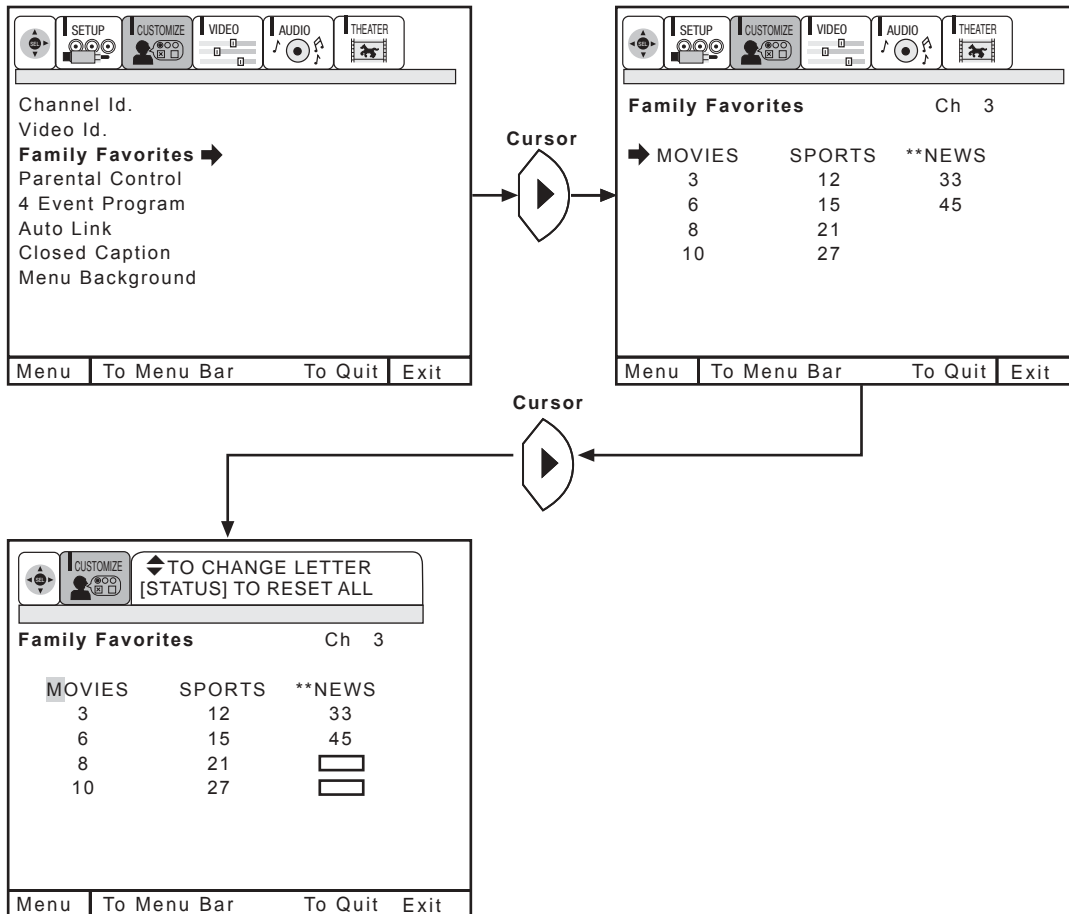 SETUP CUSTOMIZE VIDEO AUDIO THEATER
SEL
Channel Id.
Video Id.
Family Favorites
Parental Control
4 Event Program
Auto Link
Closed Caption
Menu Background
Menu To Menu Bar To Quit Exit
Cursor
SETUP CUSTOMIZE VIDEO AUDIO THEATER
SEL
Family Favorites Ch 3
MOVIES SPORTS **NEWS
3 12 33
6 15 45
8 21
10 27
Menu To Menu Bar To Quit Exit
Cursor
SEL
CUSTOMIZE
TO CHANGE LETTER
[STATUS] TO RESET ALL
Family Favorites Ch 3
MOVIES SPORTS **NEWS
3 12 33
6 15 45
8 21
10 27
Menu To Menu Bar To Quit Exit